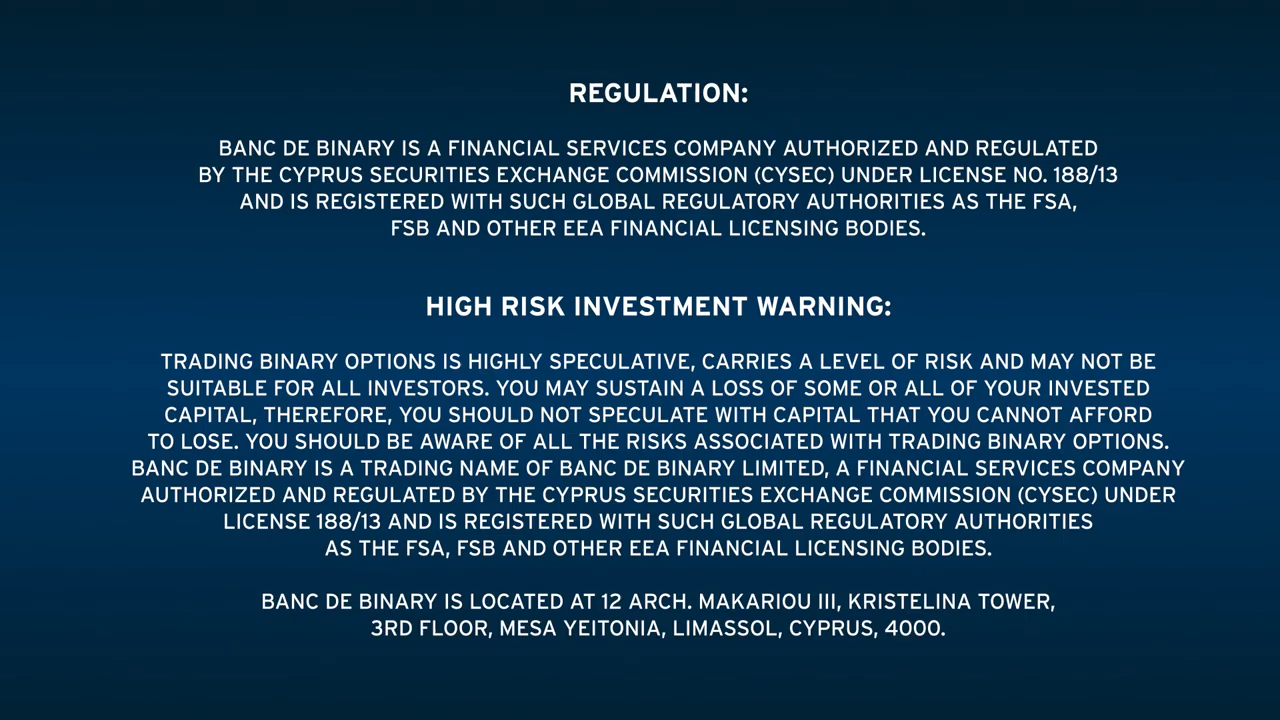 REGULATION:
BANC DE BINARY IS A FINANCIAL SERVICES COMPANY AUTHORIZED AND REGULATED
BY THE CYPRUS SECURITIES EXCHANGE COMMISSION (CYSEC) UNDER LICENSE NO. 188/13
AND IS REGISTERED WITH SUCH GLOBAL REGULATORY AUTHORITIES AS THE FSA,
FSB AND OTHER EEA FINANCIAL LICENSING BODIES.
HIGH RISK INVESTMENT WARNING:
TRADING BINARY OPTIONS IS HIGHLY SPECULATIVE, CARRIES A LEVEL OF RISK AND MAY NOT BE
SUITABLE FOR ALL INVESTORS. YOU MAY SUSTAIN A LOSS OF SOME OR ALL OF YOUR INVESTED
CAPITAL, THEREFORE, YOU SHOULD NOT SPECULATE WITH CAPITAL THAT YOU CANNOT AFFORD
TO LOSE. YOU SHOULD BE AWARE OF ALL THE RISKS ASSOCIATED WITH TRADING BINARY OPTIONS.
BANC DE BINARY IS A TRADING NAME OF BANC DE BINARY LIMITED, A FINANCIAL SERVICES COMPANY
AUTHORIZED AND REGULATED BY THE CYPRUS SECURITIES EXCHANGE COMMISSION (CYSEC) UNDER
LICENSE 188/13 AND IS REGISTERED WITH SUCH GLOBAL REGULATORY AUTHORITIES
AS THE FSA, FSB AND OTHER EEA FINANCIAL LICENSING BODIES.
BANC DE BINARY IS LOCATED AT 12 ARCH. MAKARIOU III, KRISTELINA TOWER,
3RD FLOOR, MESA YEITONIA, LIMASSOL, CYPRUS, 4000.